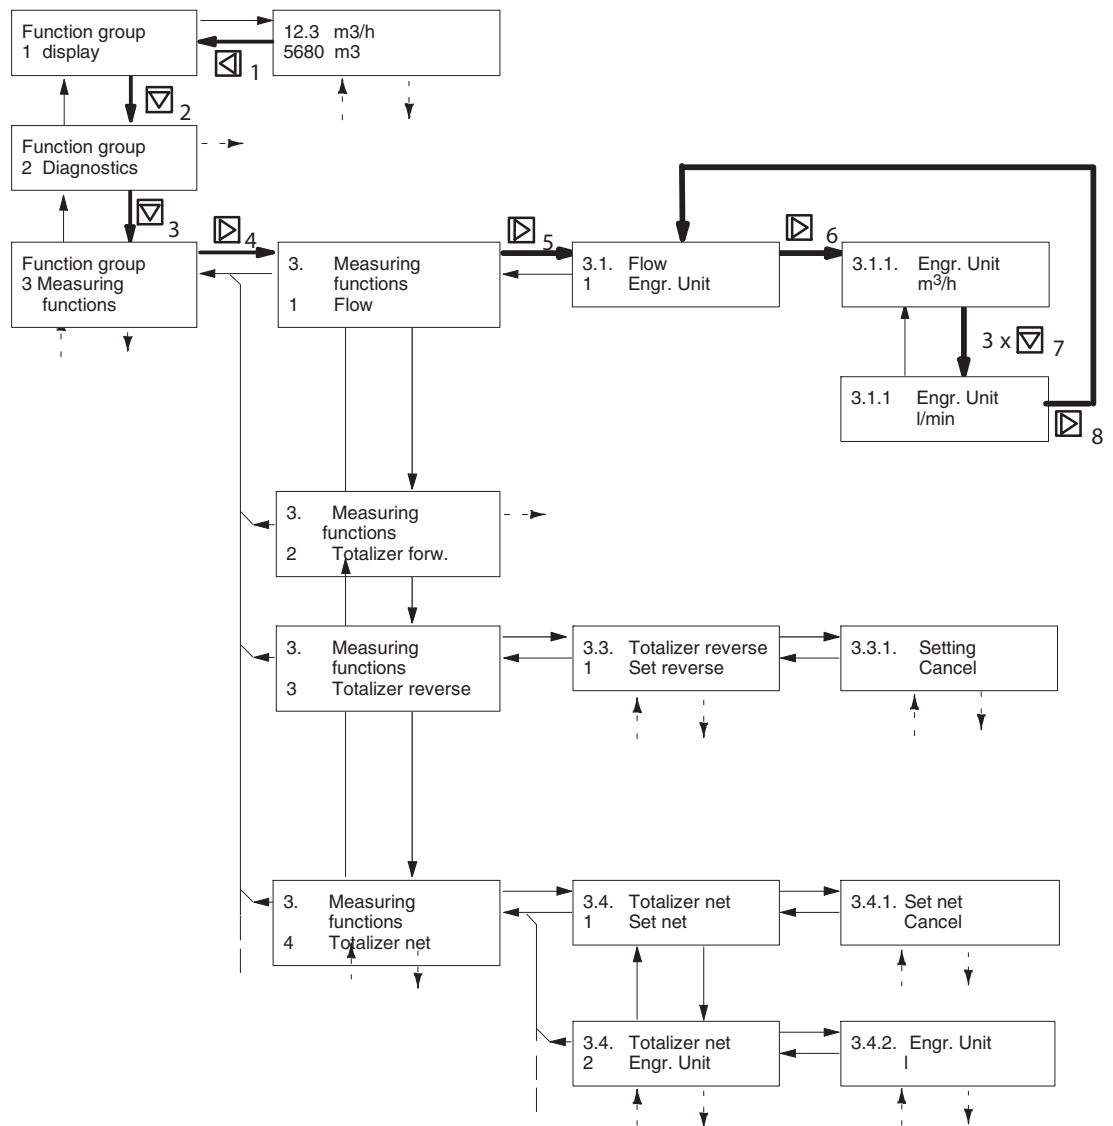 Function group
1 display
12.3 m3/h
5680 m3
1
2
Function group
2 Diagnostics
3
Function group
3 Measuring
functions
4
3. Measuring
functions
1 Flow
5
3.1. Flow
1 Engr. Unit
6
3.1.1. Engr. Unit
m³/h
3 x 7
3.1.1 Engr. Unit
l/min
8
3. Measuring
functions
2 Totalizer forw.
3. Measuring
functions
3 Totalizer reverse
3.3. Totalizer reverse
1 Set reverse
3.3.1. Setting
Cancel
3. Measuring
functions
4 Totalizer net
3.4. Totalizer net
1 Set net
3.4.1. Set net
Cancel
3.4. Totalizer net
2 Engr. Unit
3.4.2. Engr. Unit
l